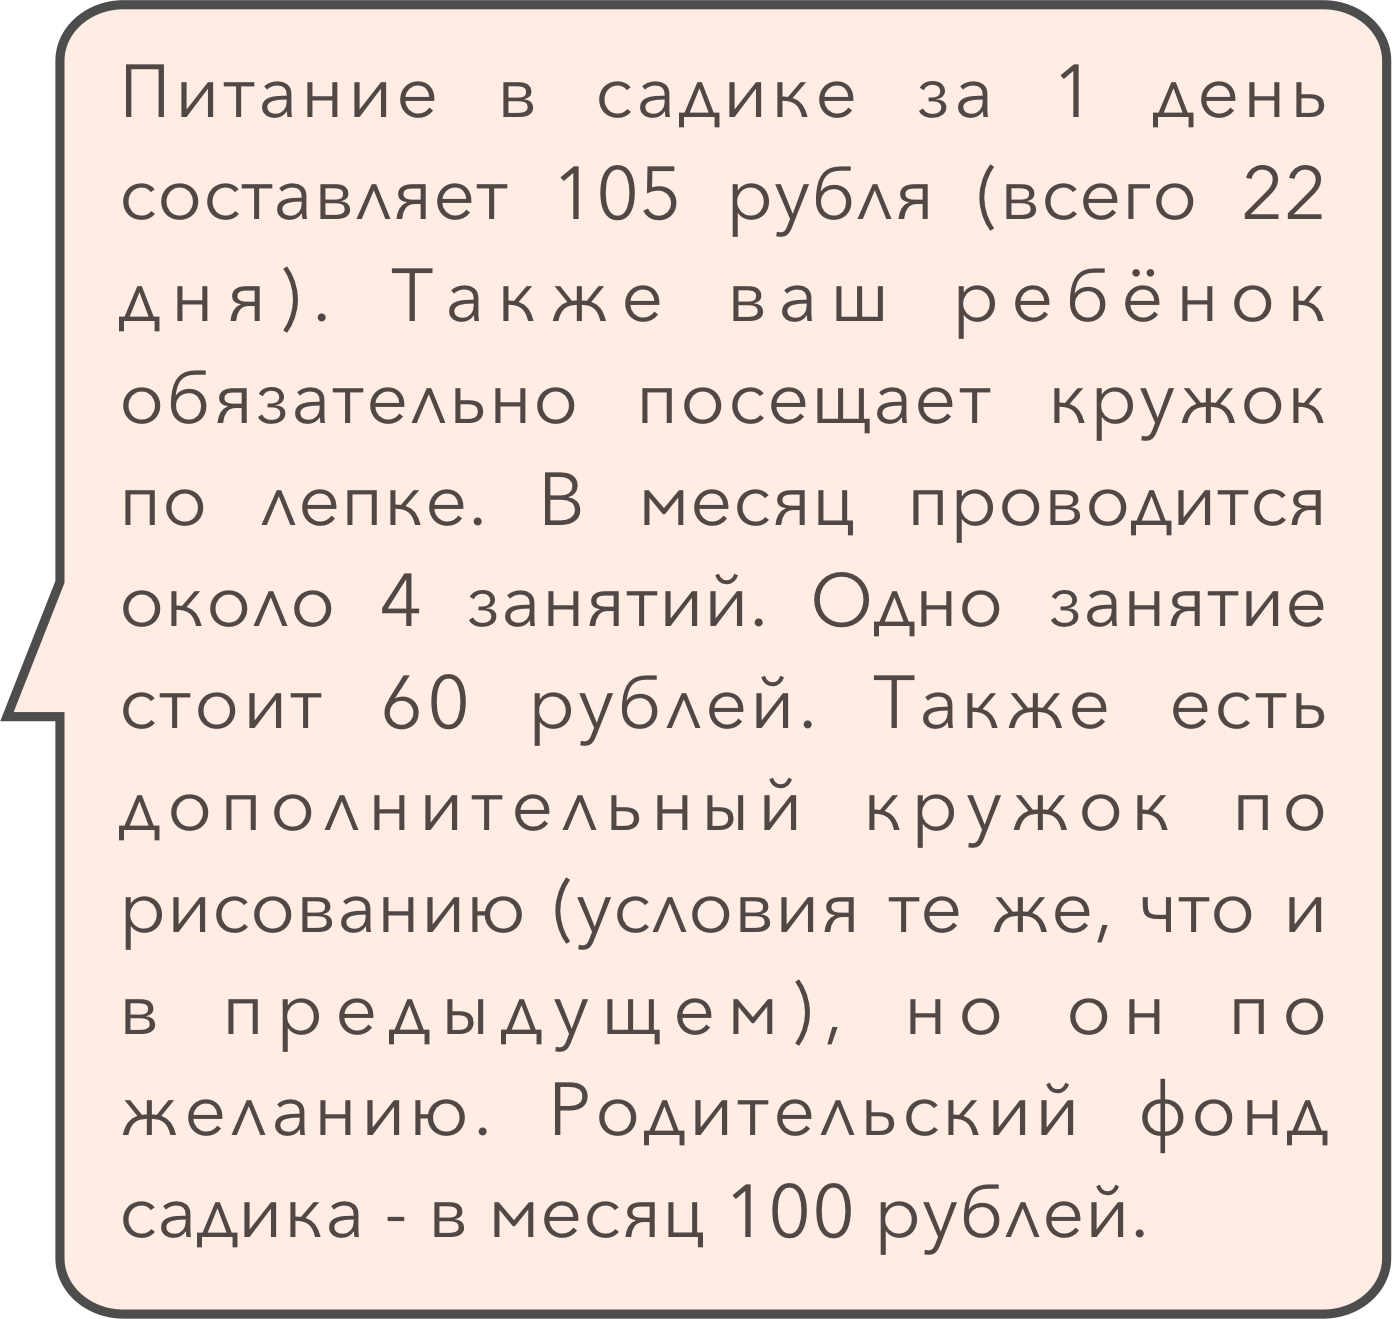 Питание в садике за 1 день
составляет 105 рубля (всего 22
дня). Также ваш ребёнок
обязательно посещает кружок
по лепке. В месяц проводится
около 4 занятий. Одно занятие
стоит 60 рублей. Также есть
дополнительный кружок по
рисованию (условия те же, что и
в предыдущем), но он по
желанию. Родительский фонд
садика - в месяц 100 рублей.